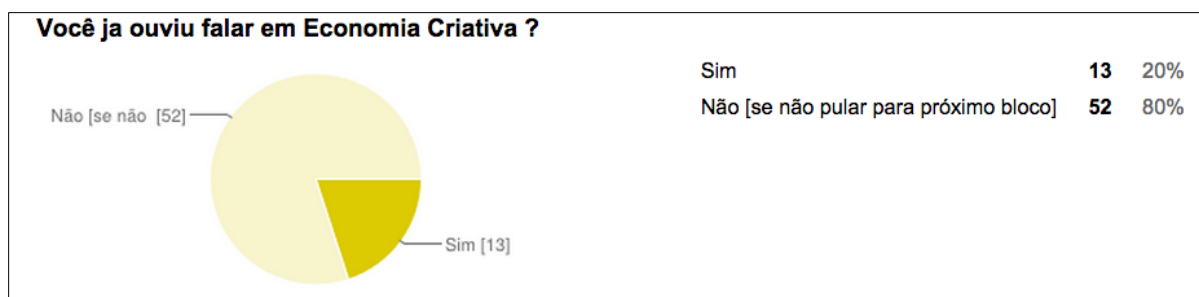 Você ja ouviu falar em Economia Criativa ?
Sim 13 20%
Não [se não pular para próximo bloco] 52 80%
Não [se não [52]
Sim [13]